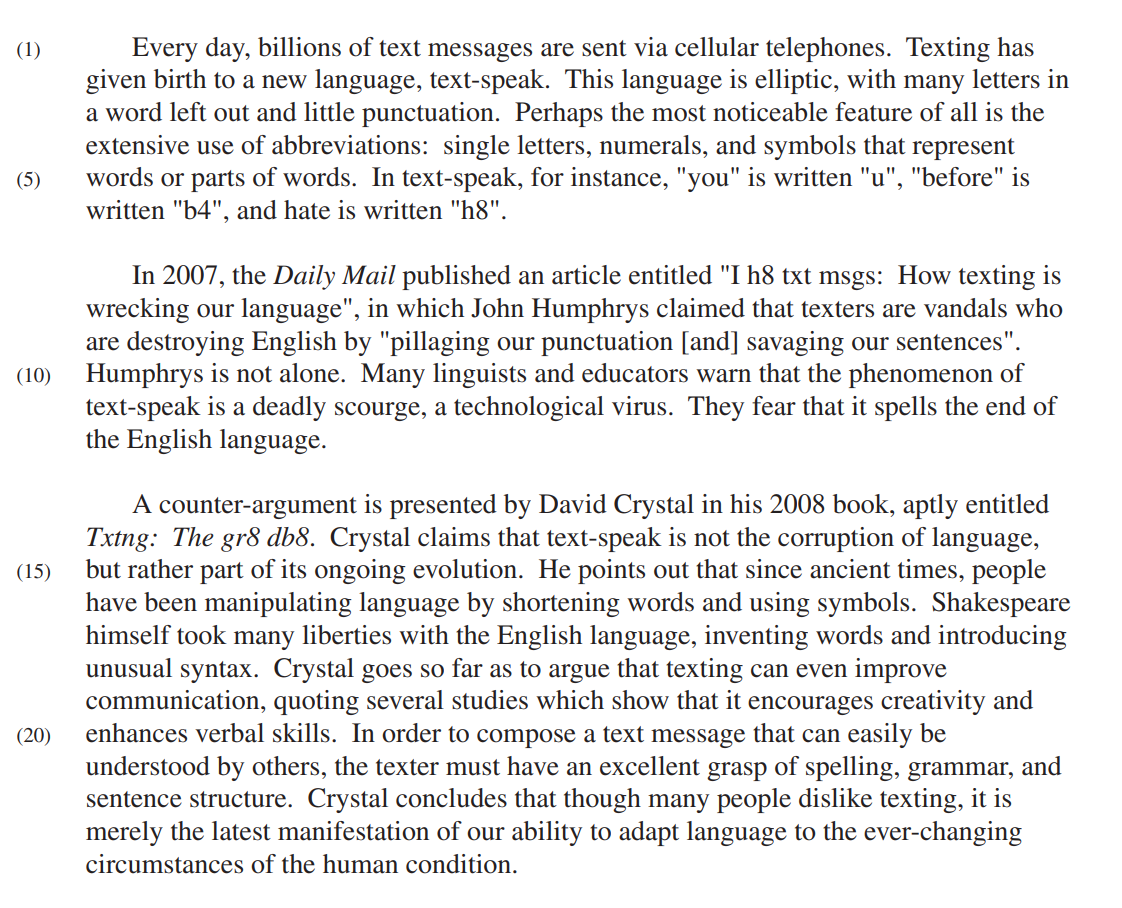 (1) Every day, billions of text messages are sent via cellular telephones. Texting has
given birth to a new language, text-speak. This language is elliptic, with many letters in
a word left out and little punctuation. Perhaps the most noticeable feature of all is the
extensive use of abbreviations: single letters, numerals, and symbols that represent
(5) words or parts of words. In text-speak, for instance, "you" is written "u", "before" is
written "b4", and hate is written "h8".
In 2007, the Daily Mail published an article entitled "I h8 txt msgs: How texting is
wrecking our language", in which John Humphrys claimed that texters are vandals who
are destroying English by "pillaging our punctuation [and] savaging our sentences".
(10) Humphrys is not alone. Many linguists and educators warn that the phenomenon of
text-speak is a deadly scourge, a technological virus. They fear that it spells the end of
the English language.
A counter-argument is presented by David Crystal in his 2008 book, aptly entitled
Txtng: The gr8 db8. Crystal claims that text-speak is not the corruption of language,
(15) but rather part of its ongoing evolution. He points out that since ancient times, people
have been manipulating language by shortening words and using symbols. Shakespeare
himself took many liberties with the English language, inventing words and introducing
unusual syntax. Crystal goes so far as to argue that texting can even improve
communication, quoting several studies which show that it encourages creativity and
(20) enhances verbal skills. In order to compose a text message that can easily be
understood by others, the texter must have an excellent grasp of spelling, grammar, and
sentence structure. Crystal concludes that though many people dislike texting, it is
merely the latest manifestation of our ability to adapt language to the ever-changing
circumstances of the human condition.